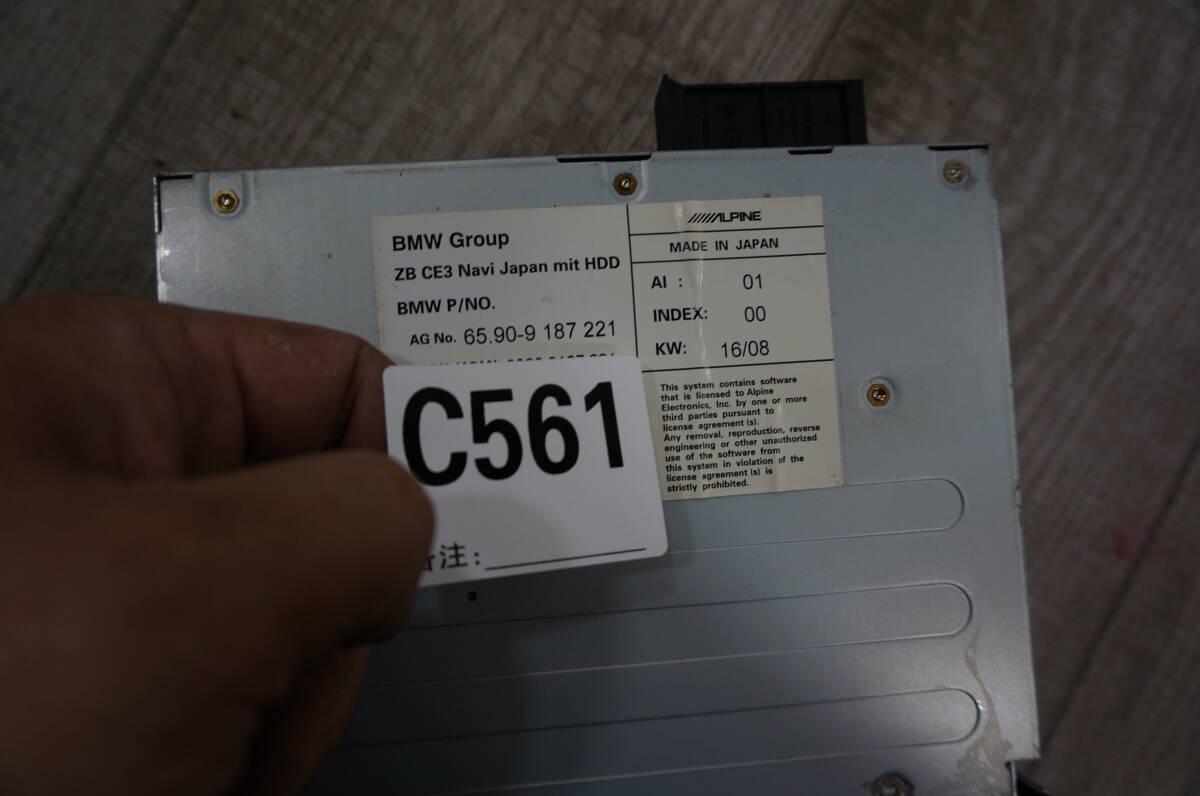 BMW Group
ZB CE3 Navi Japan mit HDD
BMW P/NO.
AG No. 65.90-9 187 221
ALPINE
MADE IN JAPAN
AI : 01
INDEX: 00
KW: 16/08
This system contains software
that is licensed to Alpine
Electronics, Inc. by one or more
third parties pursuant to
license agreement(s).
Any removal, reproduction, reverse
engineering or other unauthorized
use of the software from
this system in violation of the
license agreement(s) is
strictly prohibited.
C561
注: